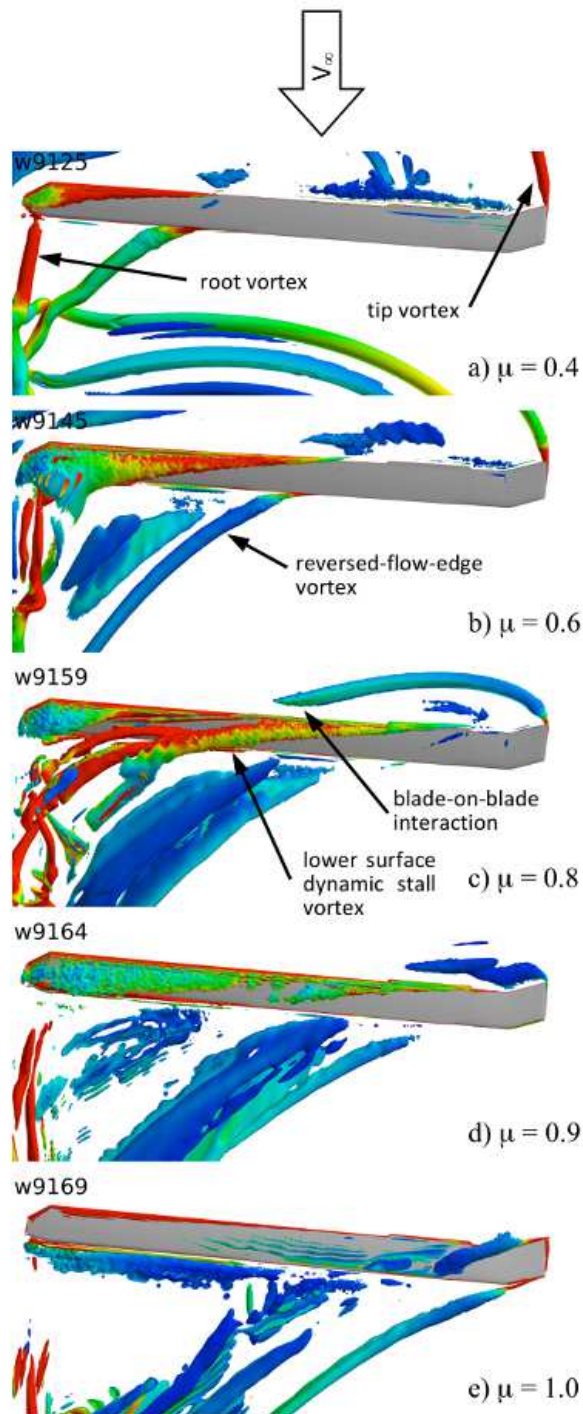 V∞
w9125
root vortex
tip vortex
a) μ = 0.4
w9145
reversed-flow-edge
vortex
b) μ = 0.6
w9159
blade-on-blade
interaction
lower surface
dynamic stall
vortex
c) μ = 0.8
w9164
d) μ = 0.9
w9169
e) μ = 1.0